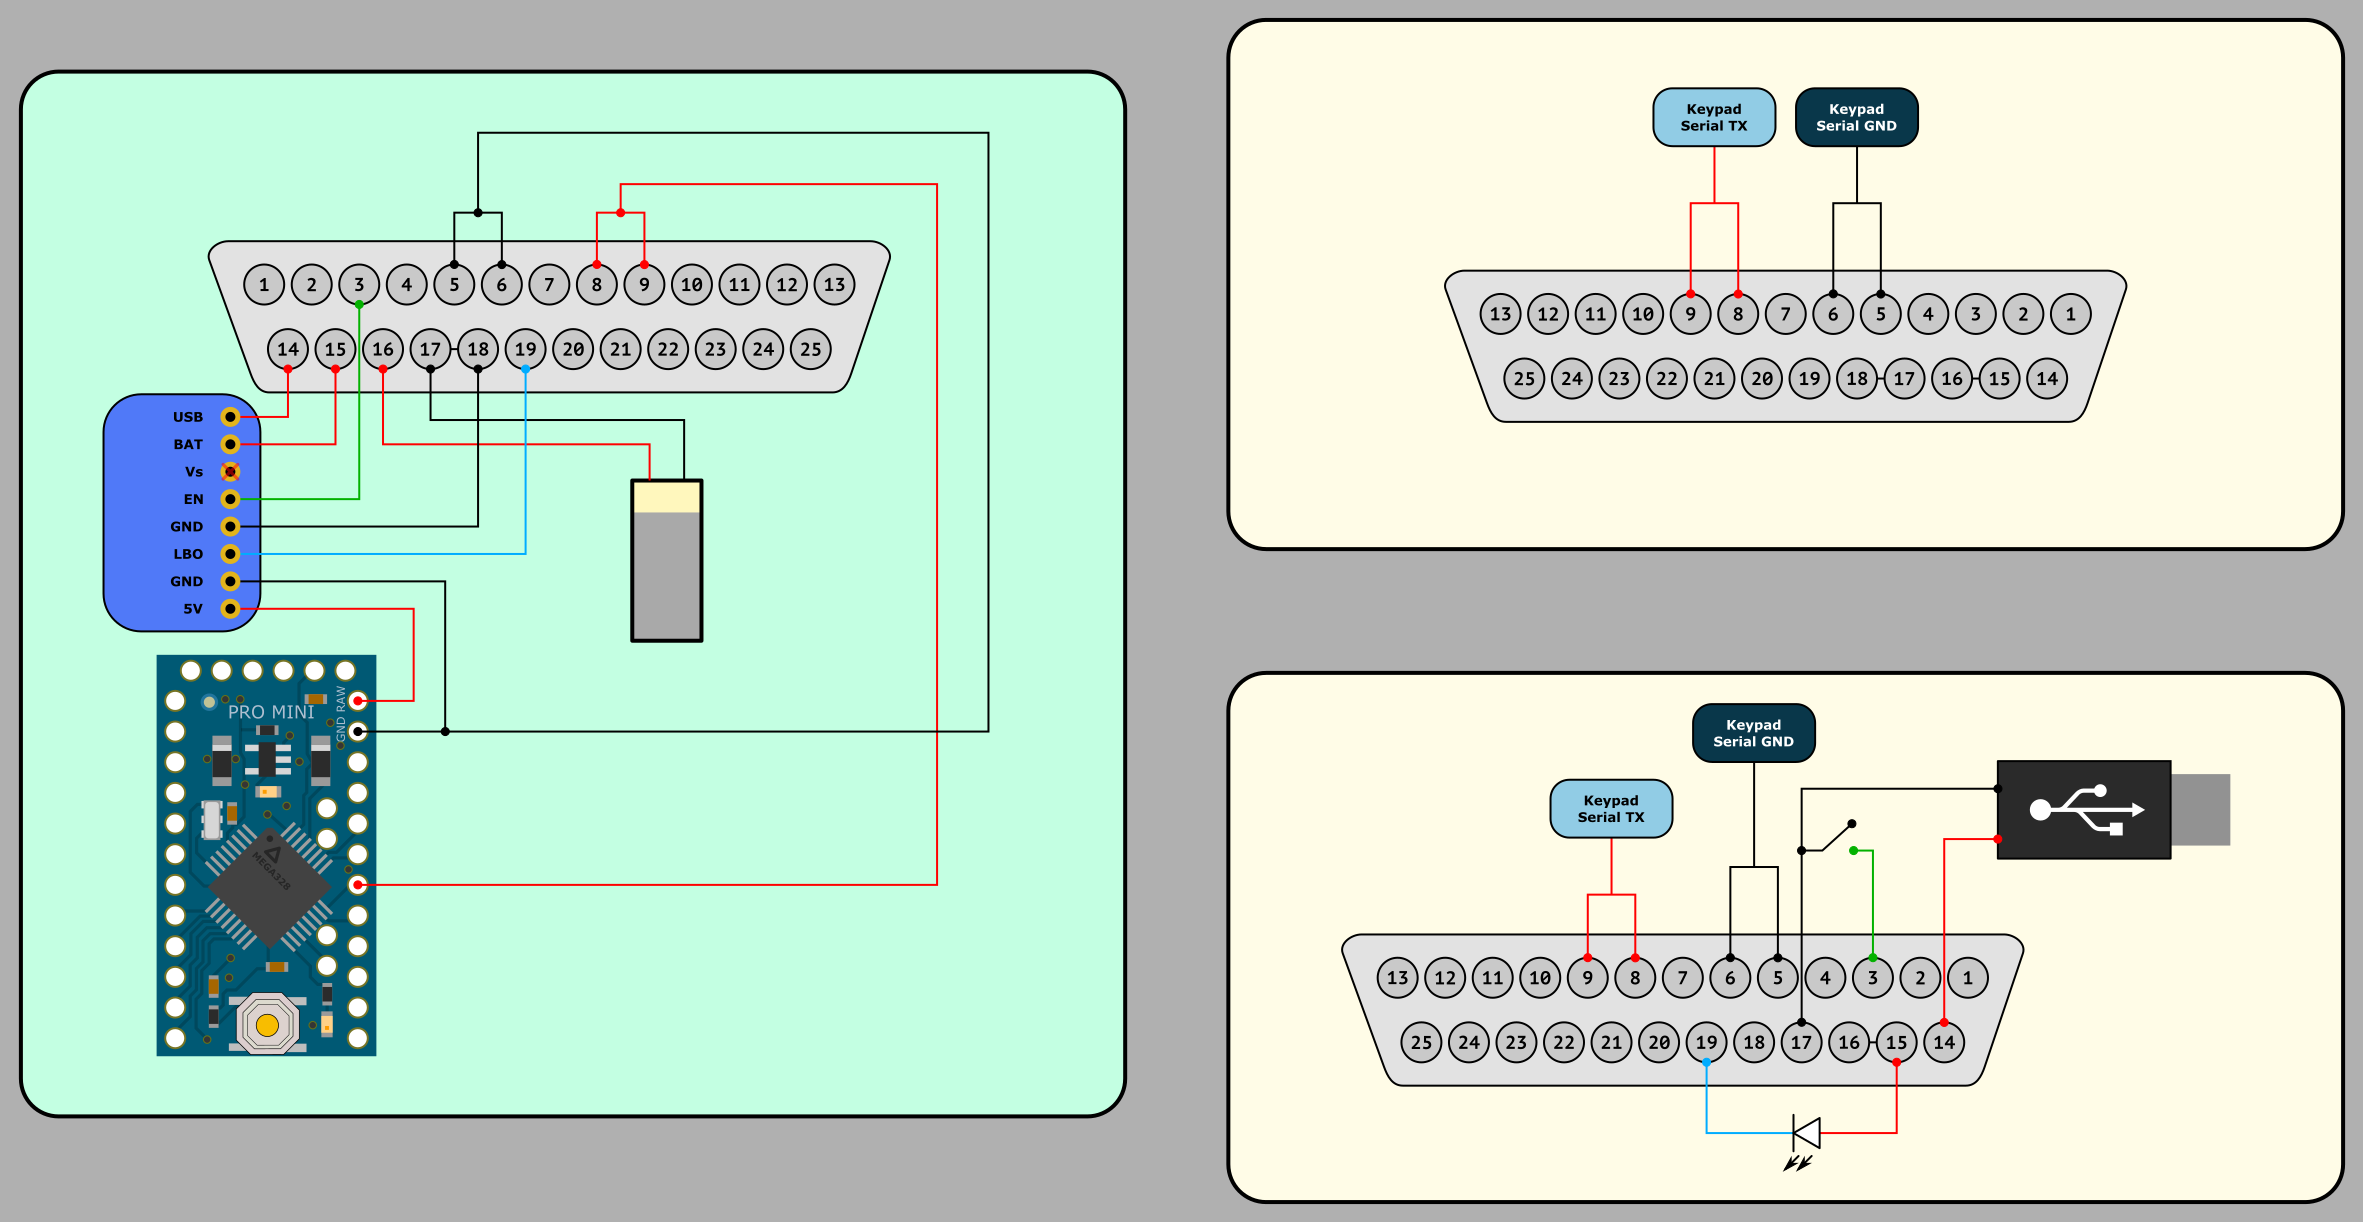 1 2 3 4 5 6 7 8 9 10 11 12 13
14 15 16 17 18 19 20 21 22 23 24 25
USB
BAT
Vs
EN
GND
LBO
GND
5V
PRO MINI
GND RAW
MEGA328
Keypad
Serial TX
Keypad
Serial GND
13 12 11 10 9 8 7 6 5 4 3 2 1
25 24 23 22 21 20 19 18 17 16 15 14
Keypad
Serial GND
Keypad
Serial TX
13 12 11 10 9 8 7 6 5 4 3 2 1
25 24 23 22 21 20 19 18 17 16 15 14